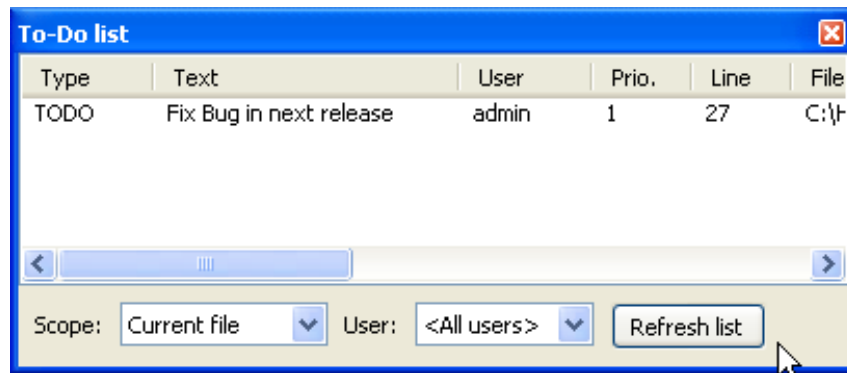 To-Do list
Type Text User Prio. Line File
TODO Fix Bug in next release admin 1 27 C:\
Scope: Current file User: <All users> Refresh list